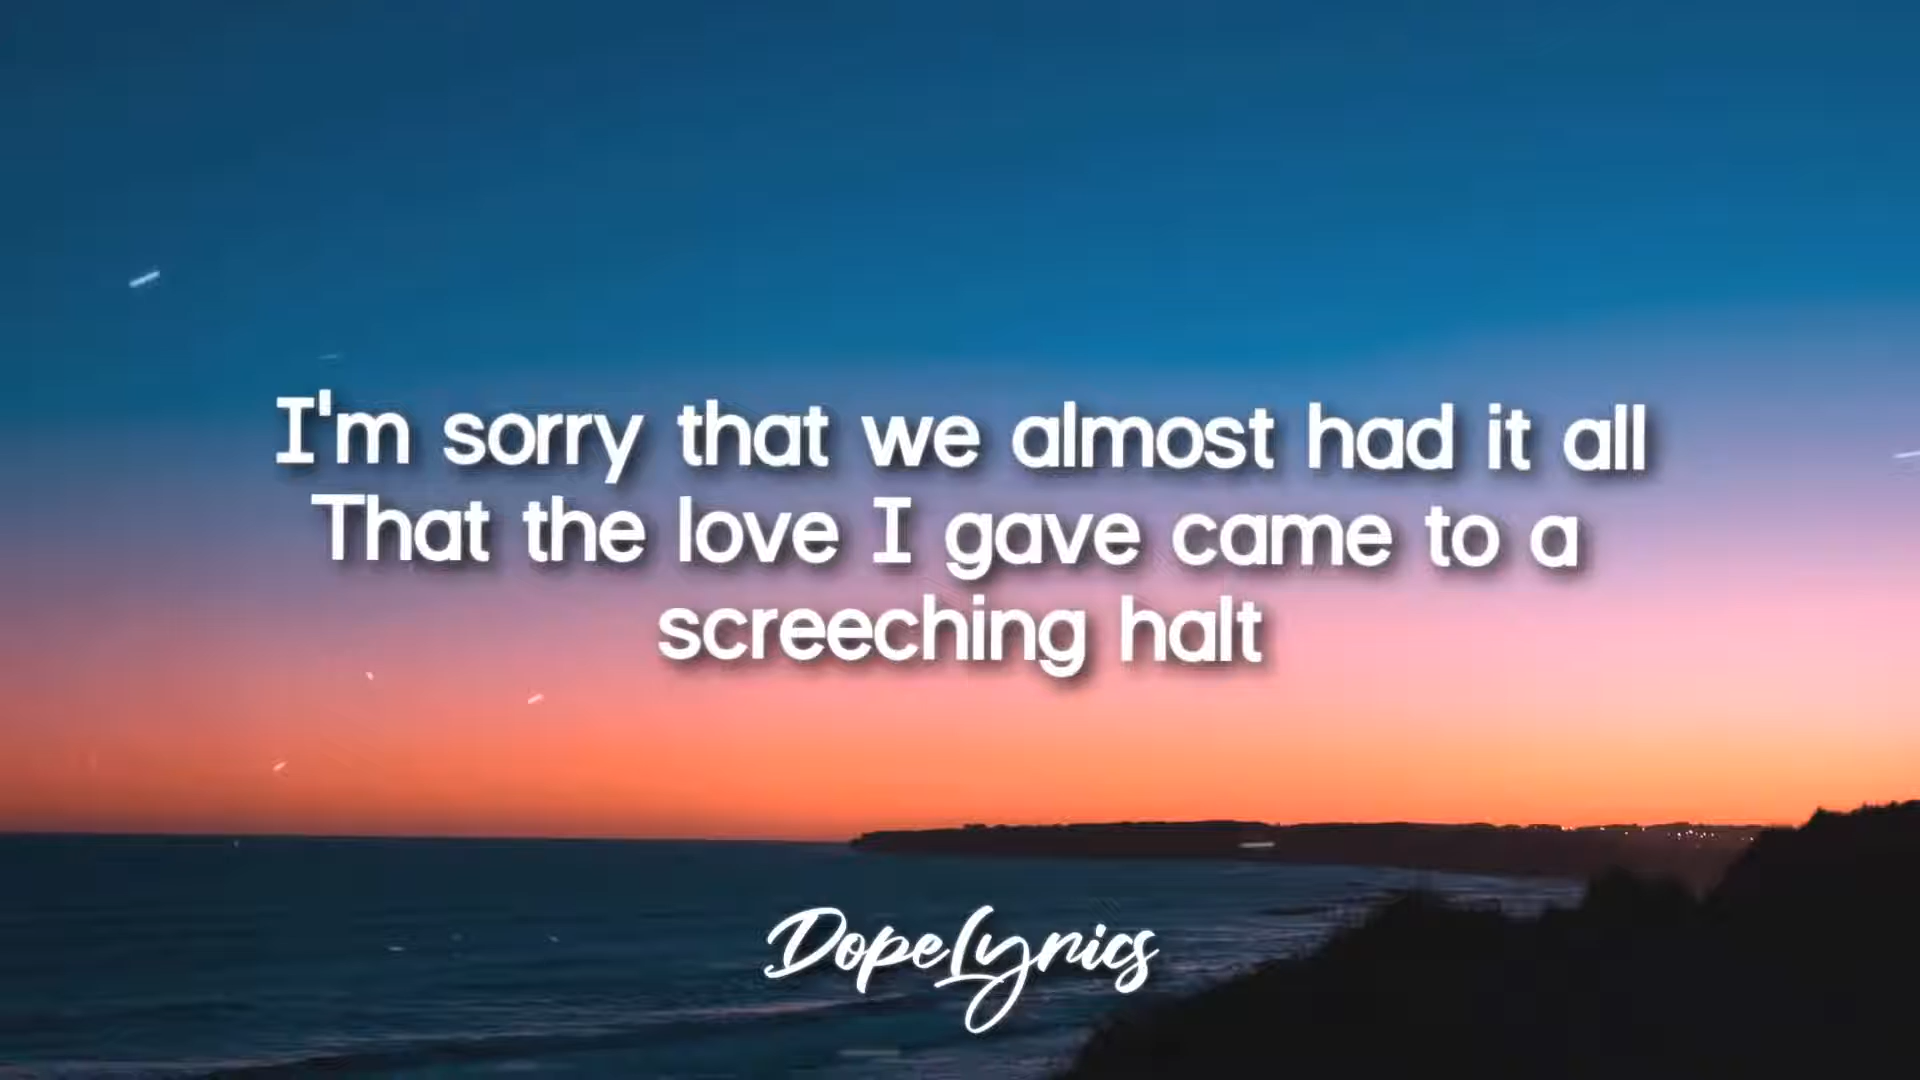 I'm sorry that we almost had it all
That the love I gave came to a
screeching halt
DopeLyrics